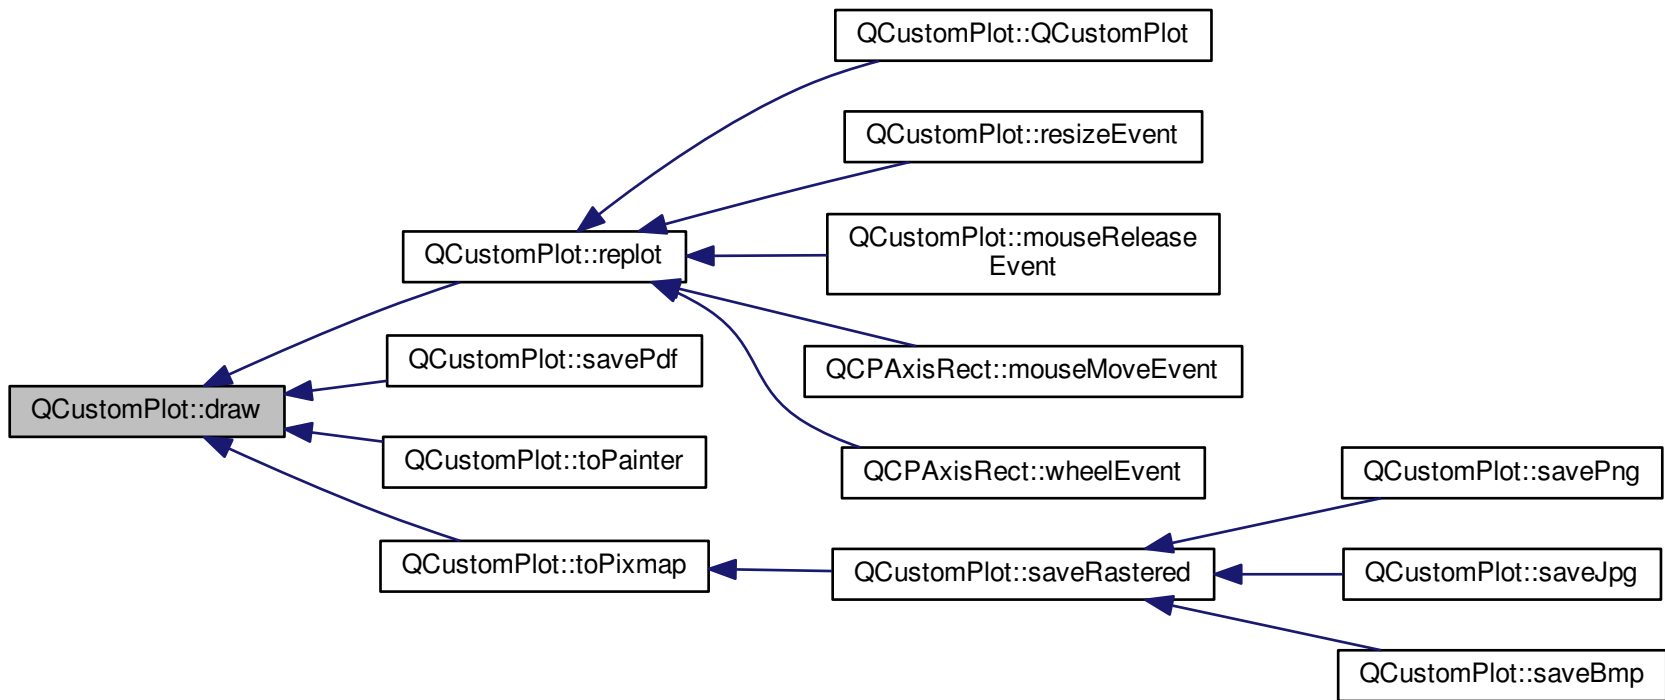 QCustomPlot::QCustomPlot
QCustomPlot::resizeEvent
QCustomPlot::mouseRelease
Event
QCustomPlot::replot
QCustomPlot::savePdf
QCPAxisRect::mouseMoveEvent
QCustomPlot::draw
QCustomPlot::toPainter
QCPAxisRect::wheelEvent
QCustomPlot::savePng
QCustomPlot::toPixmap
QCustomPlot::saveRastered
QCustomPlot::saveJpg
QCustomPlot::saveBmp